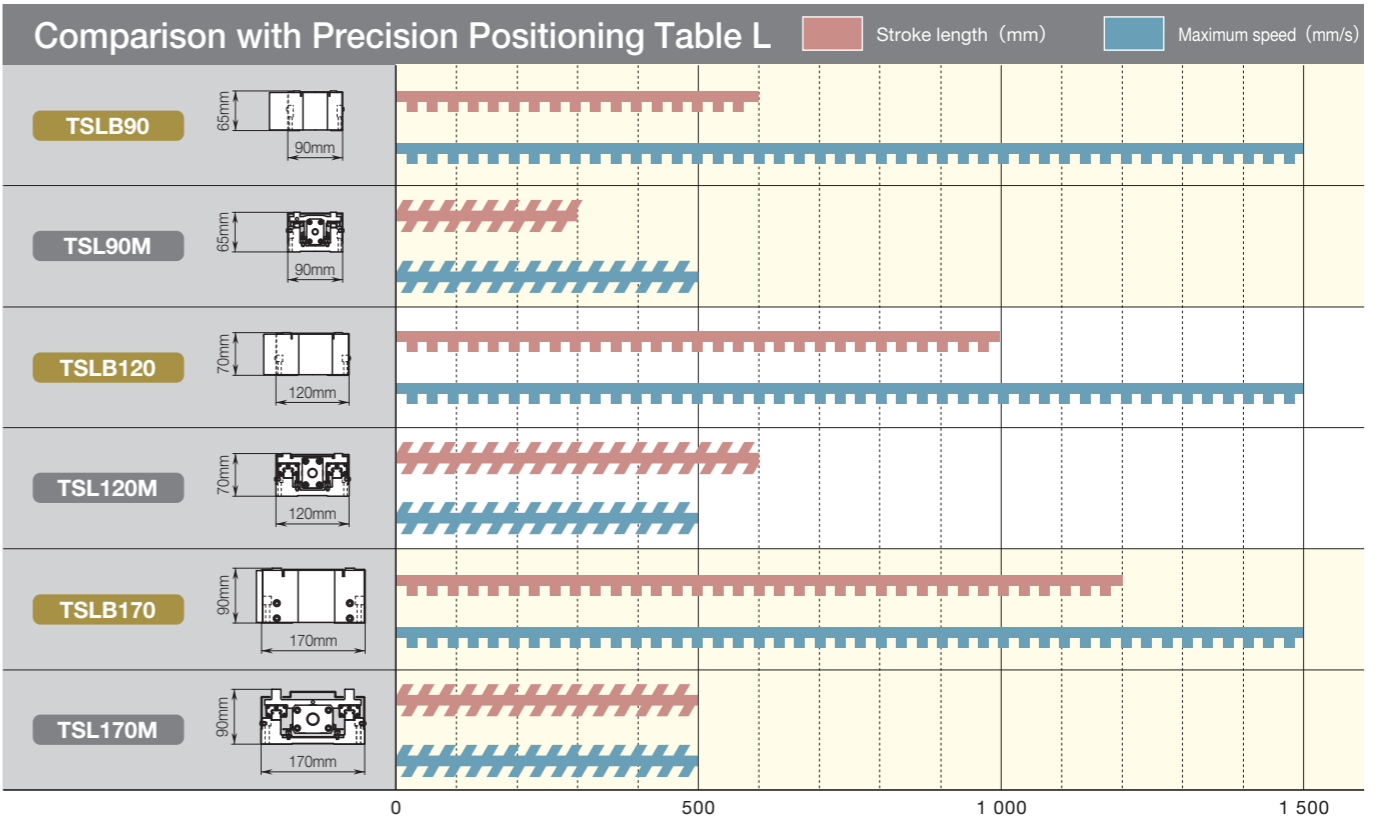 Comparison with Precision Positioning Table L
Stroke length（mm）
Maximum speed（mm/s）
TSLB90
65mm
90mm
TSL90M
65mm
90mm
TSLB120
70mm
120mm
TSL120M
70mm
120mm
TSLB170
90mm
170mm
TSL170M
90mm
170mm
0 500 1 000 1 500